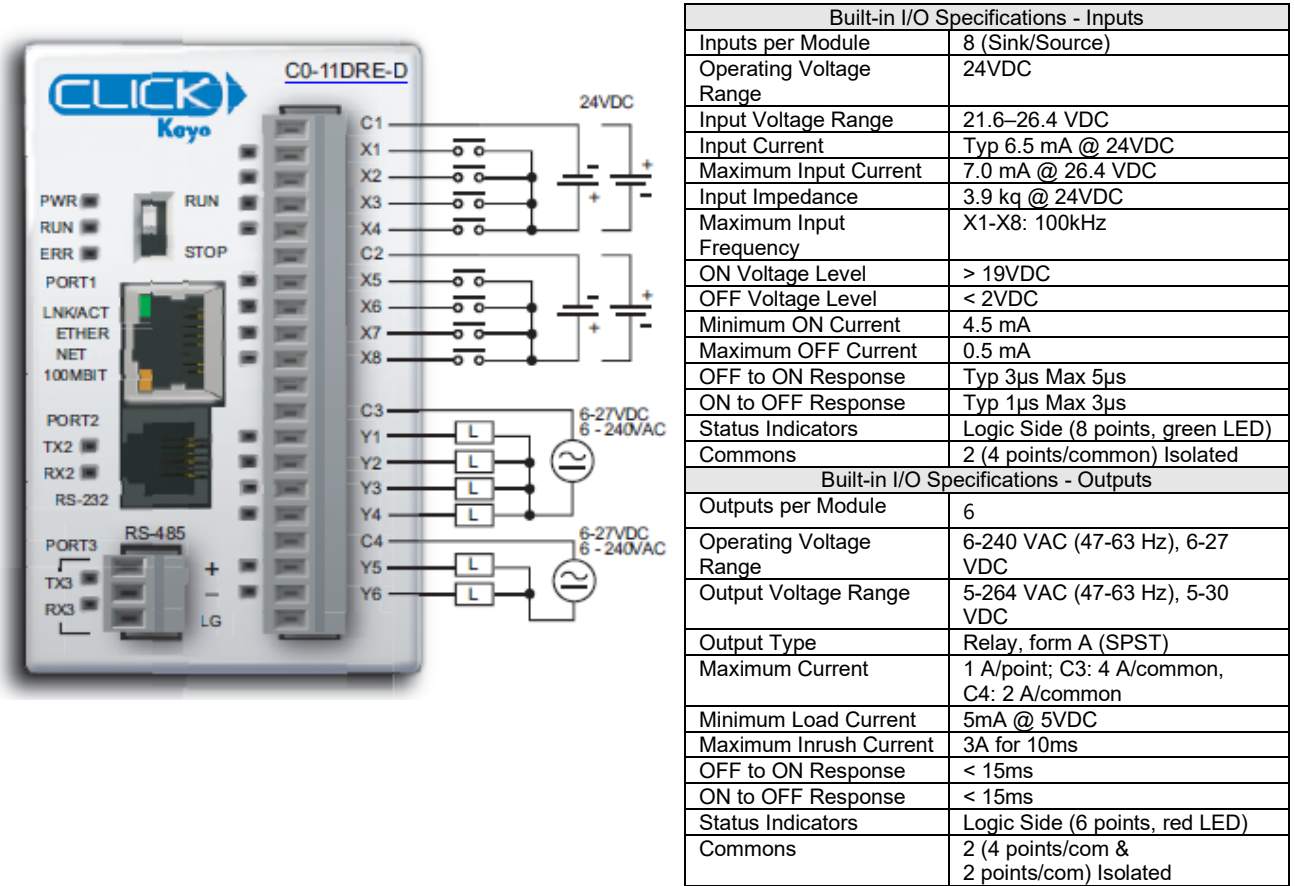 CLICK
Koyo
C0-11DRE-D
24VDC
C1
X1
X2
X3
X4
C2
X5
X6
X7
X8
C3
Y1
Y2
Y3
Y4
C4
Y5
Y6
+
-
+
-
+
-
+
-
6-27VDC
6 - 240VAC
L
L
L
L
6-27VDC
6 - 240VAC
L
L
PWR
RUN
RUN
ERR
STOP
PORT1
LNK/ACT
ETHER
NET
100MBIT
PORT2
TX2
RX2
RS-232
RS-485
PORT3
TX3
RX3
+
−
LG
Built-in I/O Specifications - Inputs
Inputs per Module 8 (Sink/Source)
Operating Voltage 24VDC
Range
Input Voltage Range 21.6–26.4 VDC
Input Current Typ 6.5 mA @ 24VDC
Maximum Input Current 7.0 mA @ 26.4 VDC
Input Impedance 3.9 kq @ 24VDC
Maximum Input X1-X8: 100kHz
Frequency
ON Voltage Level > 19VDC
OFF Voltage Level < 2VDC
Minimum ON Current 4.5 mA
Maximum OFF Current 0.5 mA
OFF to ON Response Typ 3µs Max 5µs
ON to OFF Response Typ 1µs Max 3µs
Status Indicators Logic Side (8 points, green LED)
Commons 2 (4 points/common) Isolated
Built-in I/O Specifications - Outputs
Outputs per Module 6
Operating Voltage 6-240 VAC (47-63 Hz), 6-27
Range VDC
Output Voltage Range 5-264 VAC (47-63 Hz), 5-30
VDC
Output Type Relay, form A (SPST)
Maximum Current 1 A/point; C3: 4 A/common,
C4: 2 A/common
Minimum Load Current 5mA @ 5VDC
Maximum Inrush Current 3A for 10ms
OFF to ON Response < 15ms
ON to OFF Response < 15ms
Status Indicators Logic Side (6 points, red LED)
Commons 2 (4 points/com &
2 points/com) Isolated